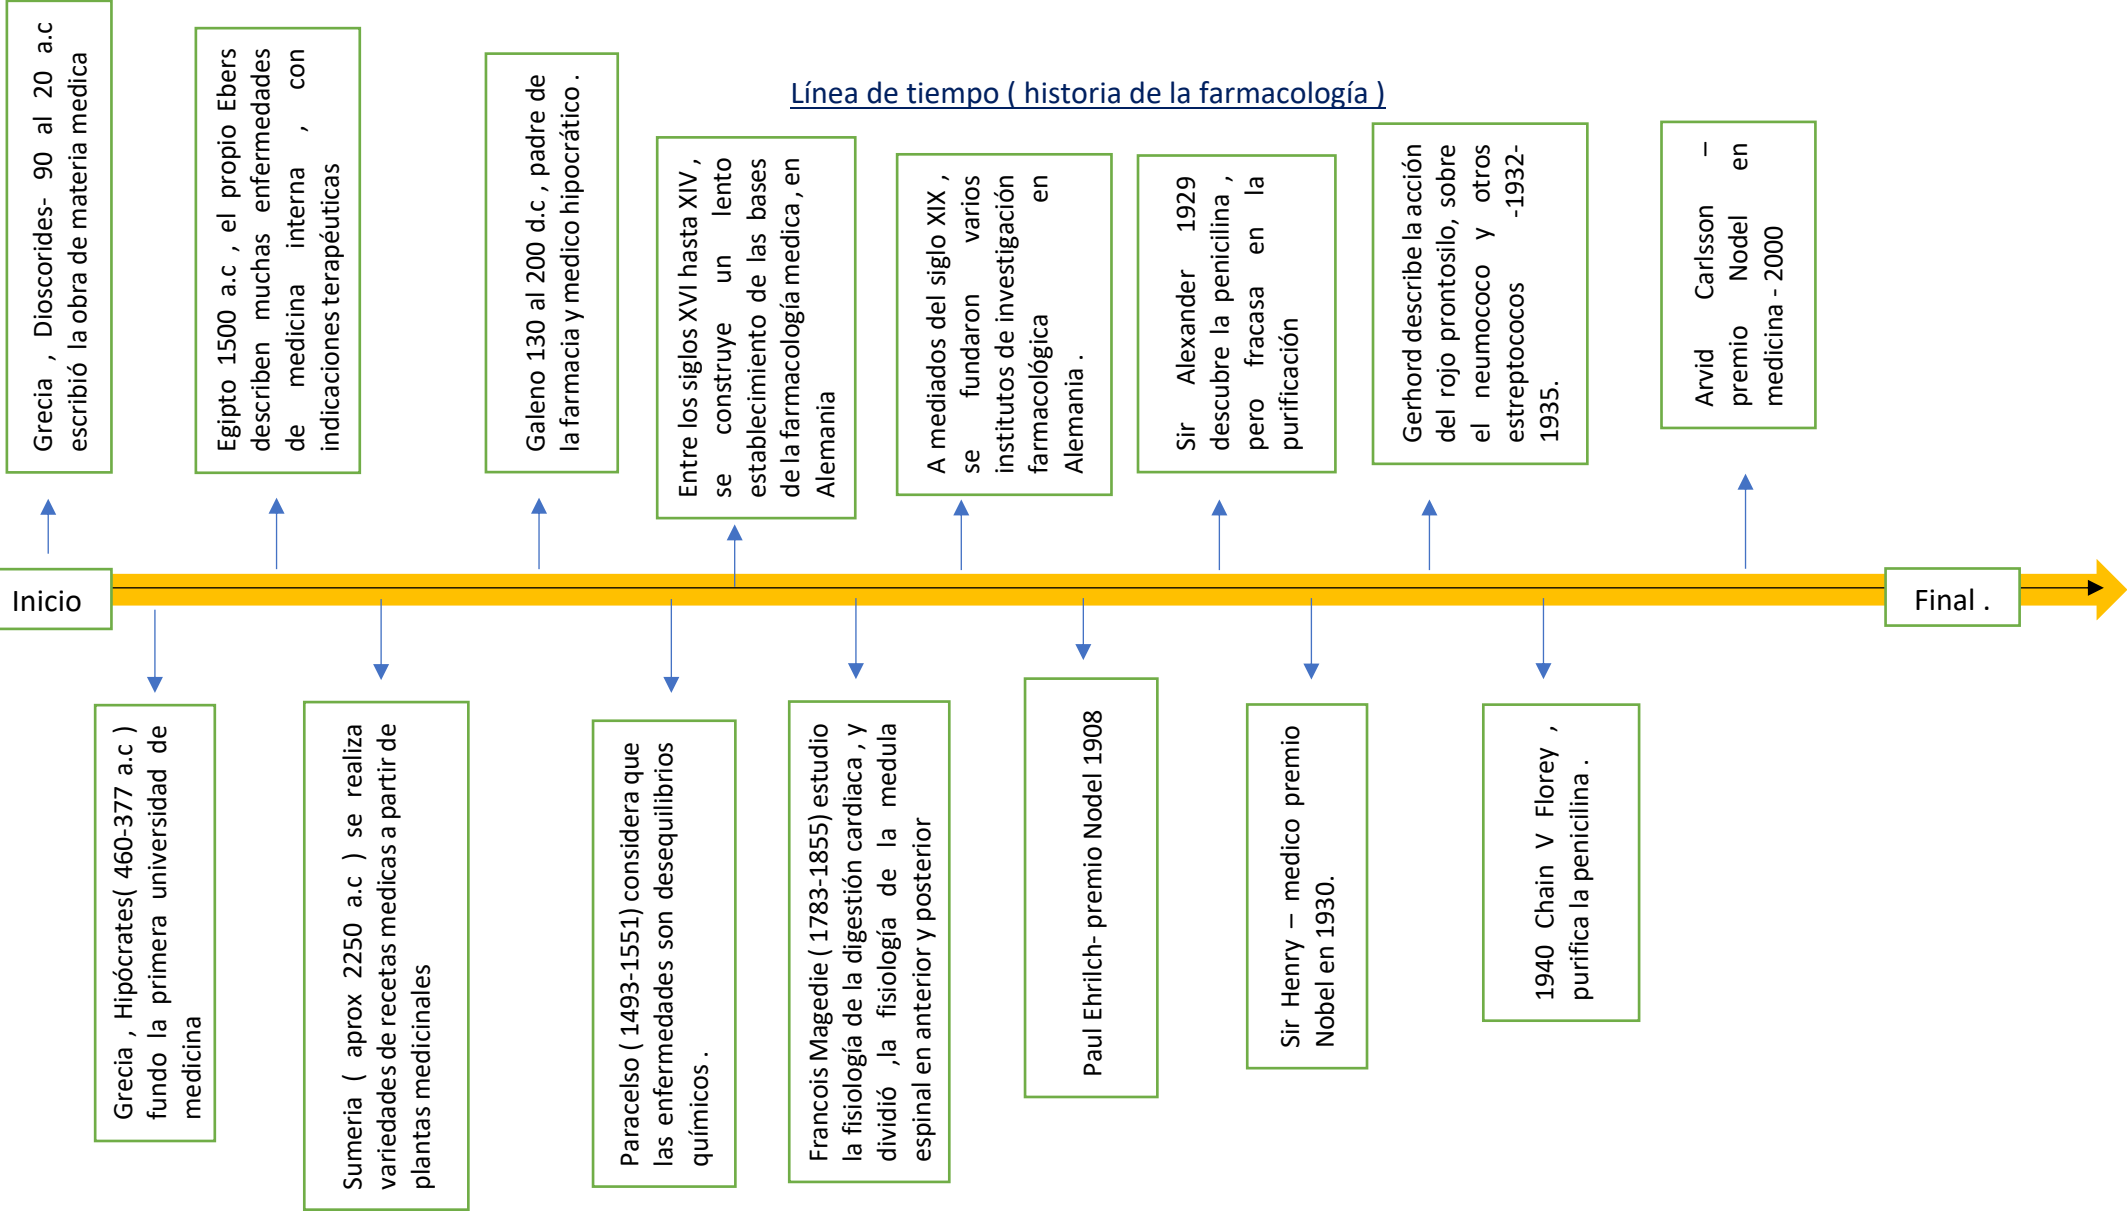 Línea de tiempo ( historia de la farmacología )
Grecia , Dioscorides- 90 al 20 a.c
escribió la obra de materia medica
Egipto 1500 a.c , el propio Ebers
describen muchas enfermedades
de medicina interna , con
indicaciones terapéuticas
Galeno 130 al 200 d.c , padre de
la farmacia y medico hipocrático .
Entre los siglos XVI hasta XIV ,
se construye un lento
establecimiento de las bases
de la farmacología medica , en
Alemania
A mediados del siglo XIX ,
se fundaron varios
institutos de investigación
farmacológica en
Alemania .
Sir Alexander 1929
descubre la penicilina ,
pero fracasa en la
purificación
Gerhord describe la acción
del rojo prontosilo, sobre
el neumococo y otros
estreptococos -1932-
1935.
Arvid Carlsson –
premio Nodel en
medicina - 2000
Inicio
Final .
Grecia , Hipócrates( 460-377 a.c )
fundo la primera universidad de
medicina
Sumeria ( aprox 2250 a.c ) se realiza
variedades de recetas medicas a partir de
plantas medicinales
Paracelso ( 1493-1551) considera que
las enfermedades son desequilibrios
químicos .
Francois Magedie ( 1783-1855) estudio
la fisiología de la digestión cardiaca , y
dividió ,la fisiología de la medula
espinal en anterior y posterior
Paul Ehrilch- premio Nodel 1908
Sir Henry – medico premio
Nobel en 1930.
1940 Chain V Florey ,
purifica la penicilina .